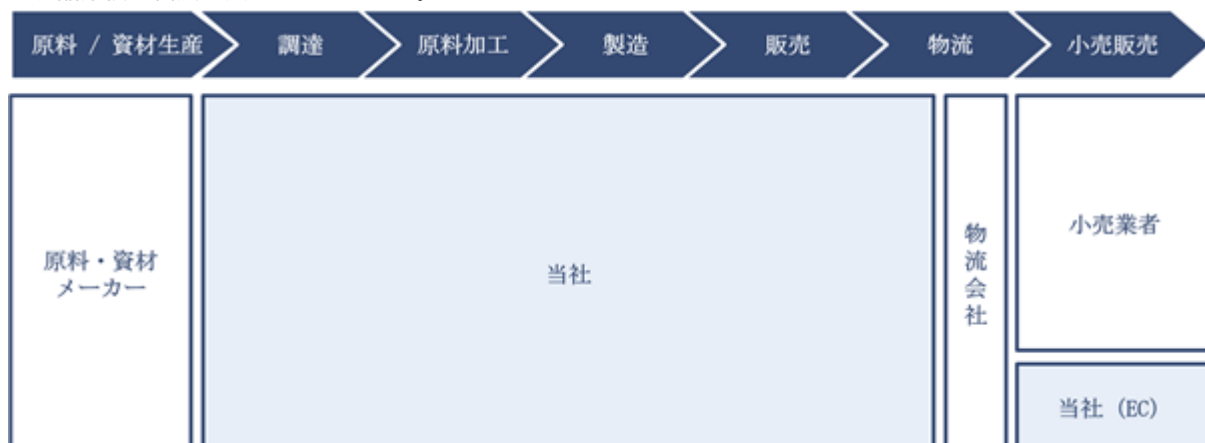 原料 / 資材生産
調達
原料加工
製造
販売
物流
小売販売
原料・資材
メーカー
当社
物流会社
小売業者
当社 (EC)